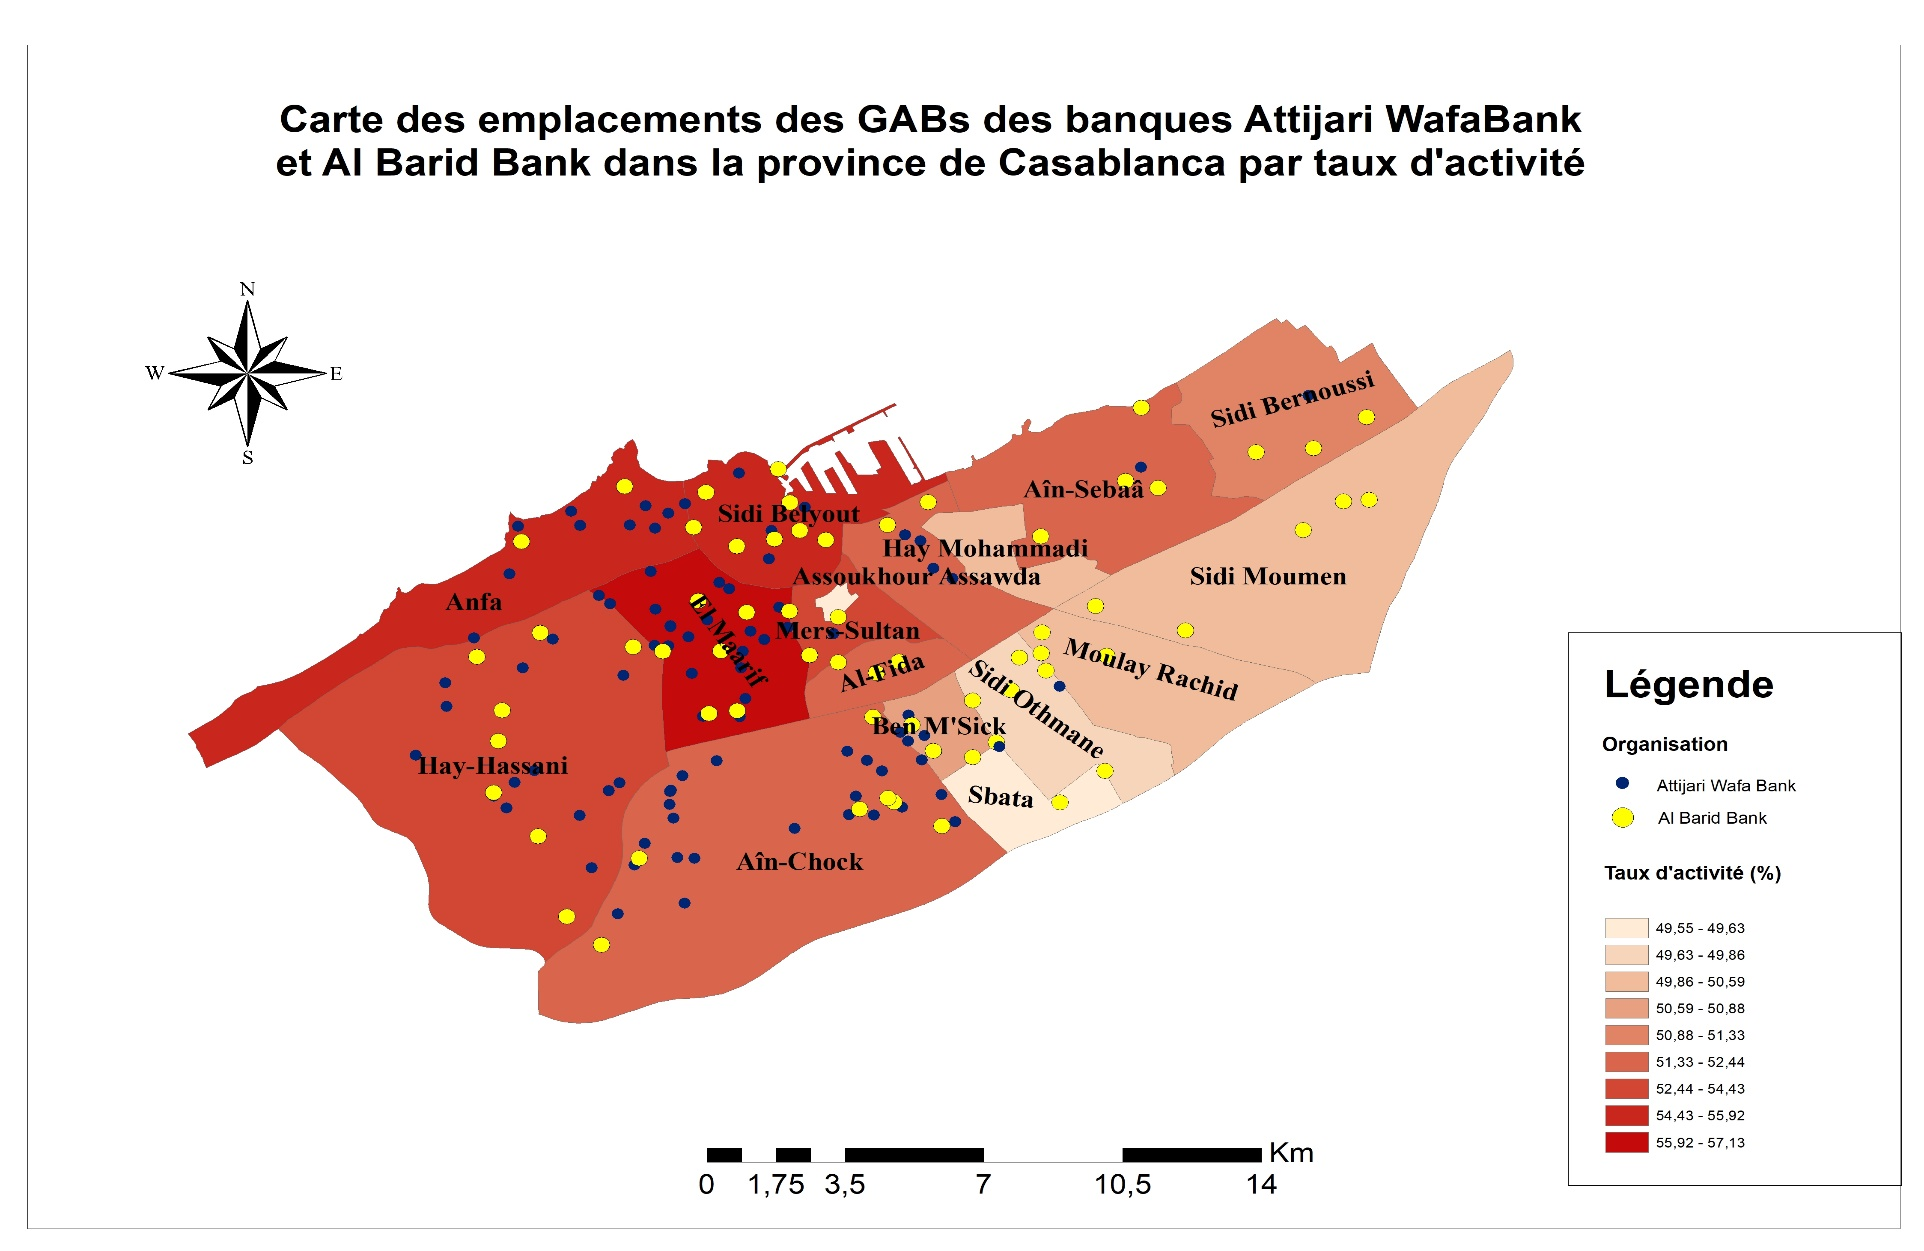 Carte des emplacements des GABs des banques Attijari WafaBank
et Al Barid Bank dans la province de Casablanca par taux d'activité
N
W
E
S
Sidi Bernoussi
Aîn-Sebaâ
Sidi Belyout
Hay Mohammadi
Assoukhour Assawda
Sidi Moumen
Anfa
El Maarif
Mers-Sultan
Al-Fida
Moulay Rachid
Sidi Othmane
Ben M'Sick
Hay-Hassani
Sbata
Aîn-Chock
Légende
Organisation
Attijari Wafa Bank
Al Barid Bank
Taux d'activité (%)
49,55 - 49,63
49,63 - 49,86
49,86 - 50,59
50,59 - 50,88
50,88 - 51,33
51,33 - 52,44
52,44 - 54,43
54,43 - 55,92
55,92 - 57,13
Km
0 1,75 3,5 7 10,5 14